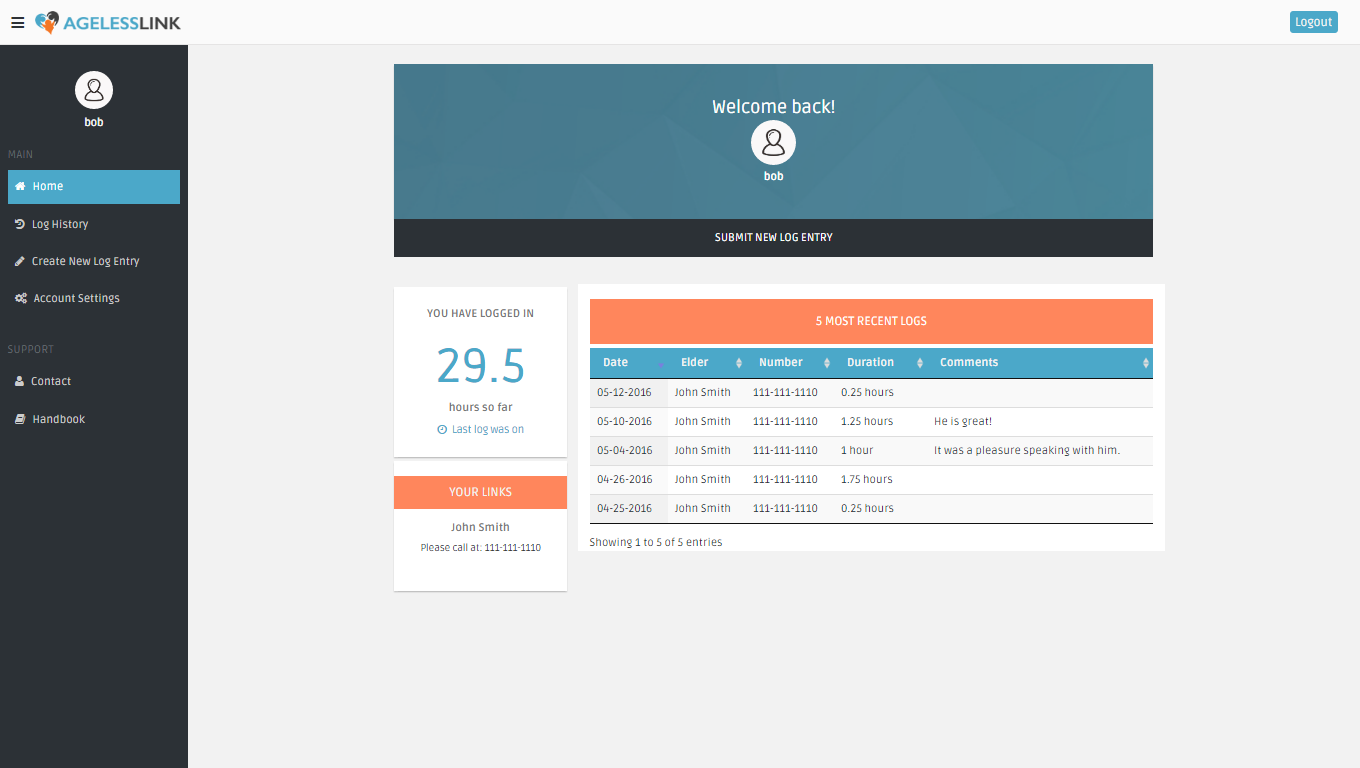 AGELESSLINK
Logout
bob
MAIN
Home
Log History
Create New Log Entry
Account Settings
SUPPORT
Contact
Handbook
Welcome back!
bob
SUBMIT NEW LOG ENTRY
YOU HAVE LOGGED IN
29.5
hours so far
Last log was on
YOUR LINKS
John Smith
Please call at: 111-111-1110
5 MOST RECENT LOGS
Date Elder Number Duration Comments
05-12-2016 John Smith 111-111-1110 0.25 hours
05-10-2016 John Smith 111-111-1110 1.25 hours He is great!
05-04-2016 John Smith 111-111-1110 1 hour It was a pleasure speaking with him.
04-26-2016 John Smith 111-111-1110 1.75 hours
04-25-2016 John Smith 111-111-1110 0.25 hours
Showing 1 to 5 of 5 entries